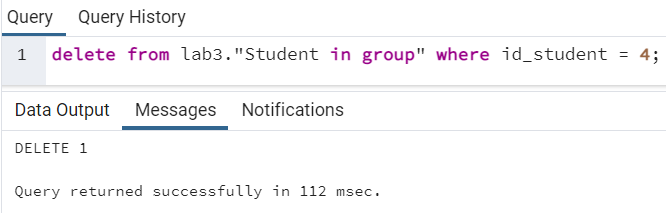 Query Query History
1 delete from lab3."Student in group" where id_student = 4;
Data Output Messages Notifications
DELETE 1
Query returned successfully in 112 msec.